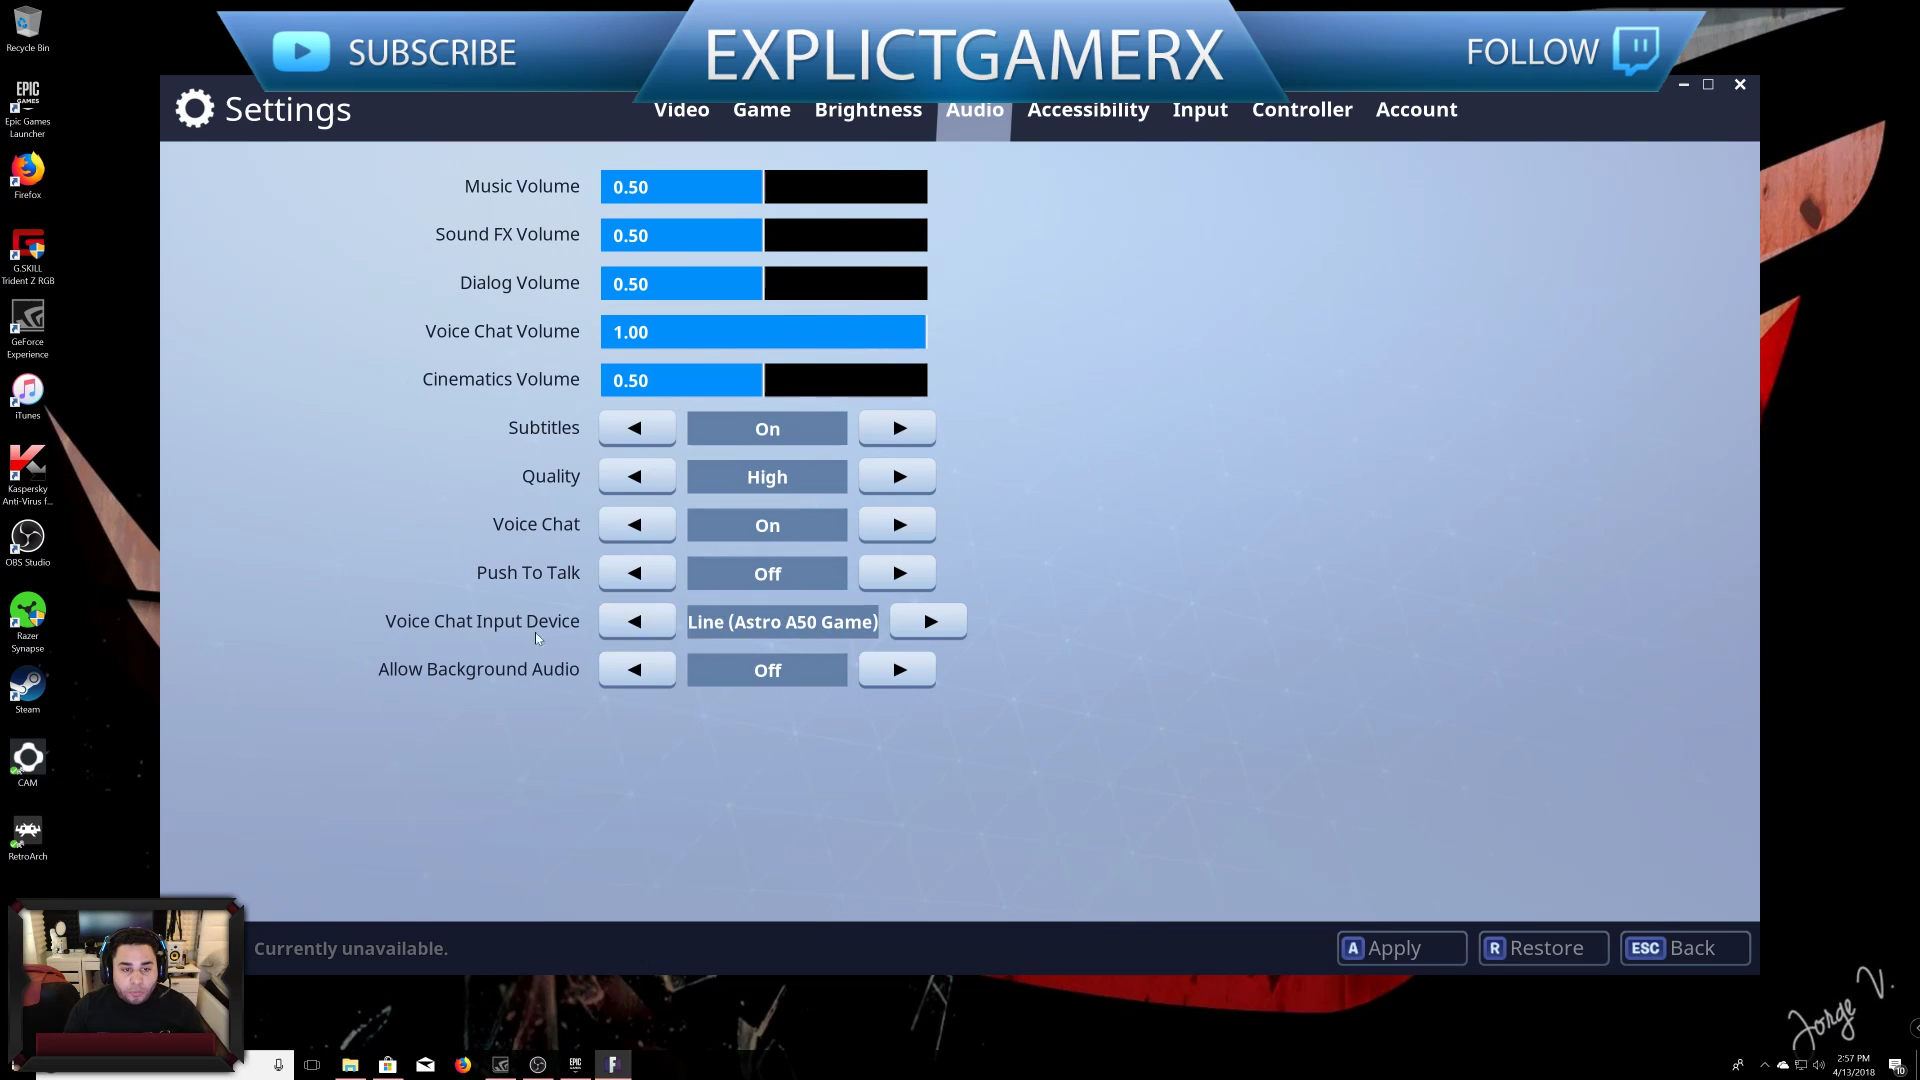 SUBSCRIBE
EXPLICTGAMERX
FOLLOW
Recycle Bin
EPIC GAMES
Epic Games Launcher
Firefox
G.SKILL Trident Z RGB
GeForce Experience
iTunes
Kaspersky Anti-Virus f...
OBS Studio
Razer Synapse
Steam
CAM
RetroArch
Settings
Video Game Brightness Audio Accessibility Input Controller Account
Music Volume 0.50
Sound FX Volume 0.50
Dialog Volume 0.50
Voice Chat Volume 1.00
Cinematics Volume 0.50
Subtitles On
Quality High
Voice Chat On
Push To Talk Off
Voice Chat Input Device Line (Astro A50 Game)
Allow Background Audio Off
Currently unavailable.
A Apply R Restore ESC Back
Jorge V.
2:57 PM
4/13/2018
10